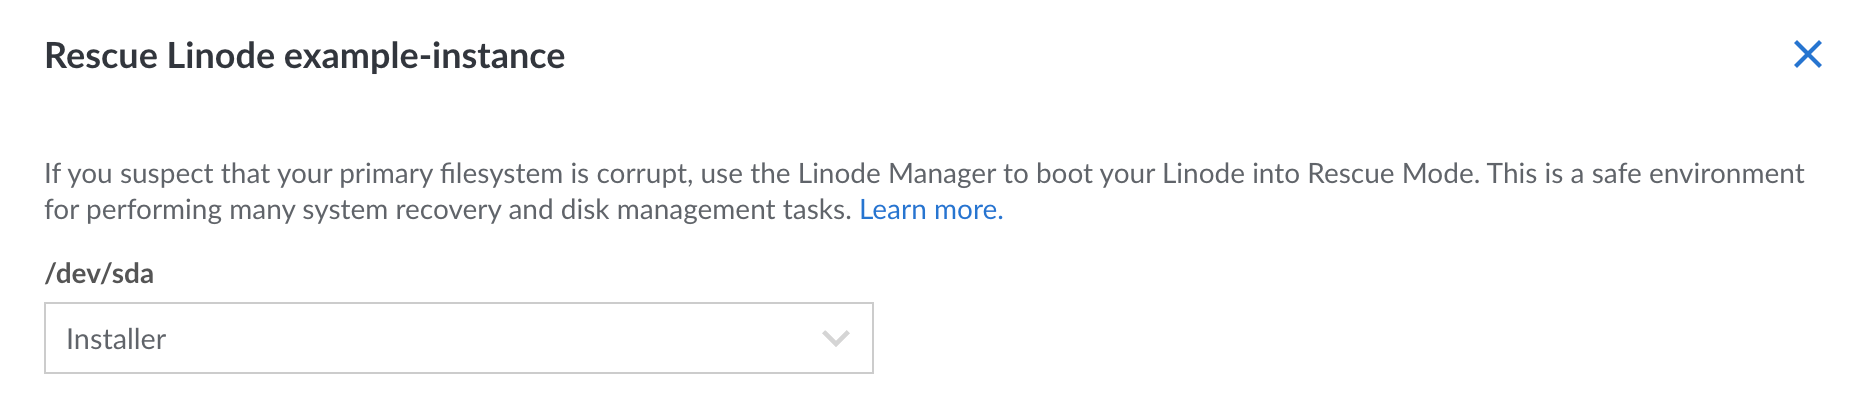 Rescue Linode example-instance
If you suspect that your primary filesystem is corrupt, use the Linode Manager to boot your Linode into Rescue Mode. This is a safe environment
for performing many system recovery and disk management tasks. Learn more.
/dev/sda
Installer